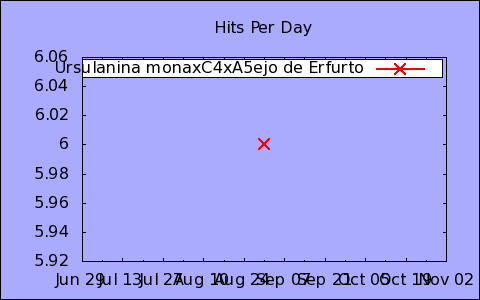 Hits Per Day
6.06
Ursulanina monaxC4xA5ejo de Erfurto
6.04
6.02
6
5.98
5.96
5.94
5.92
Jun 29 Jul 13 Jul 27 Aug 10 Aug 24 Sep 07 Sep 21 Oct 05 Oct 19 Nov 02